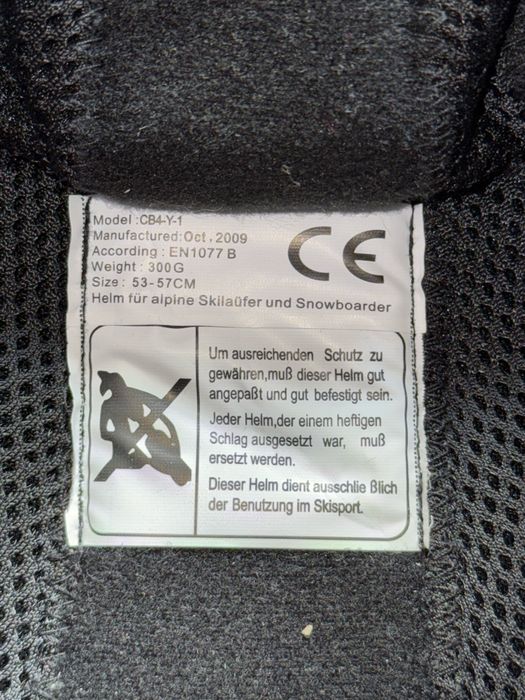 Model :CB4-Y-1
Manufactured: Oct, 2009
According : EN1077 B
Weight : 300G
Size : 53-57CM
Helm für alpine Skilaüfer und Snowboarder
CE
Um ausreichenden Schutz zu
gewähren,muß dieser Helm gut
angepaßt und gut befestigt sein.
Jeder Helm,der einem heftigen
Schlag ausgesetzt war, muß
ersetzt werden.
Dieser Helm dient ausschlie ßlich
der Benutzung im Skisport.